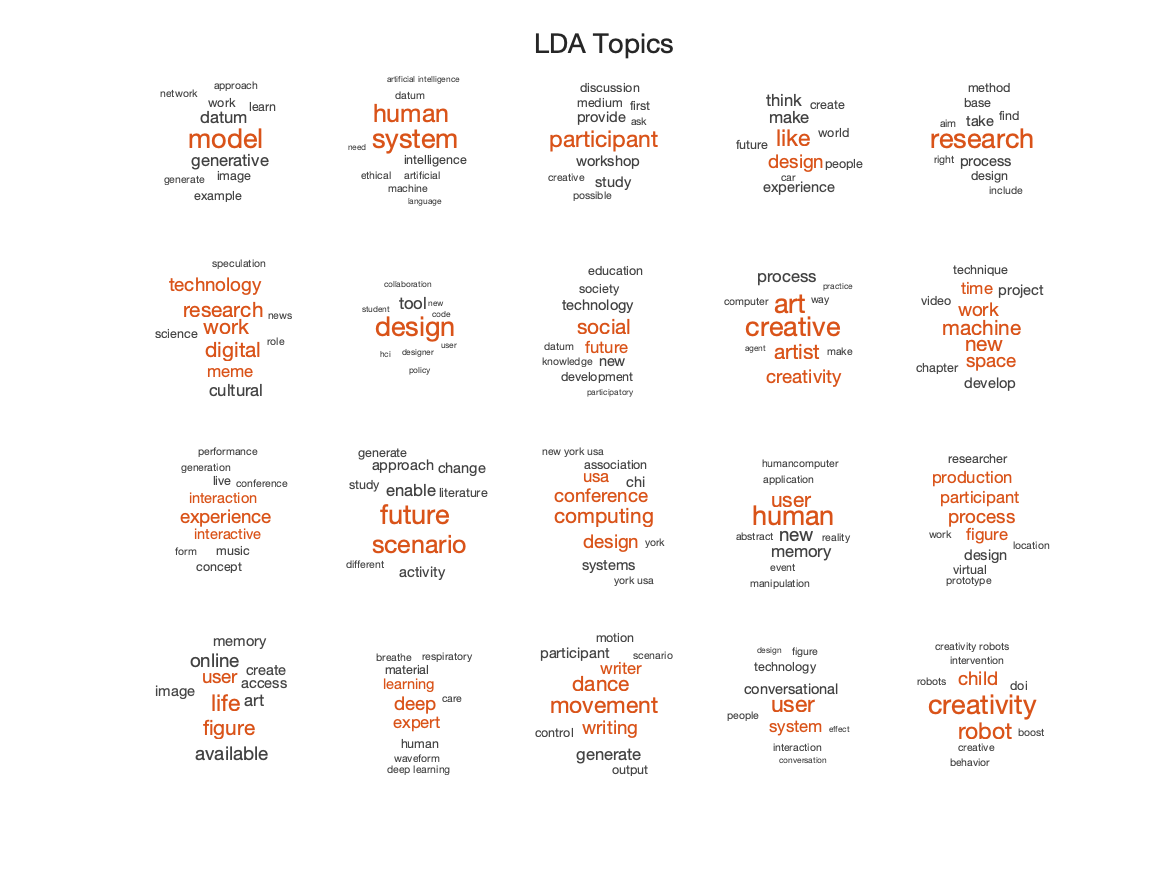 LDA Topics
approach
network
work
learn
datum
model
generative
generate image
example
artificial intelligence
datum
human
system
need
intelligence
ethical artificial
machine
language
discussion
medium first
provide ask
participant
workshop
creative study
possible
think create
make
like world
future
design people
car
experience
method
base
aim take find
research
right process
design
include
speculation
technology
research news
work
science
role
digital
meme
cultural
collaboration
tool new
student
code
design
user
hci designer
policy
education
society
technology
social
datum future
knowledge new
development
participatory
process
practice
computer art way
creative
agent artist make
creativity
technique
time project
video
work
machine
new
space
chapter
develop
performance
generation
live conference
interaction
experience
interactive
form music
concept
generate
approach change
study
enable literature
future
scenario
different
activity
new york usa
association
usa chi
conference
computing
design york
systems
york usa
humancomputer
application
user
human
abstract new reality
memory
event
manipulation
researcher
production
participant
process
work figure
location
design
virtual
prototype
memory
online
create
user
access
image
life art
figure
available
breathe respiratory
material
learning
deep care
expert
human
waveform
deep learning
motion
participant scenario
writer
dance
movement
control writing
generate
output
design figure
technology
conversational
user
people
system effect
interaction
conversation
creativity robots
intervention
robots child doi
creativity
robot boost
creative
behavior